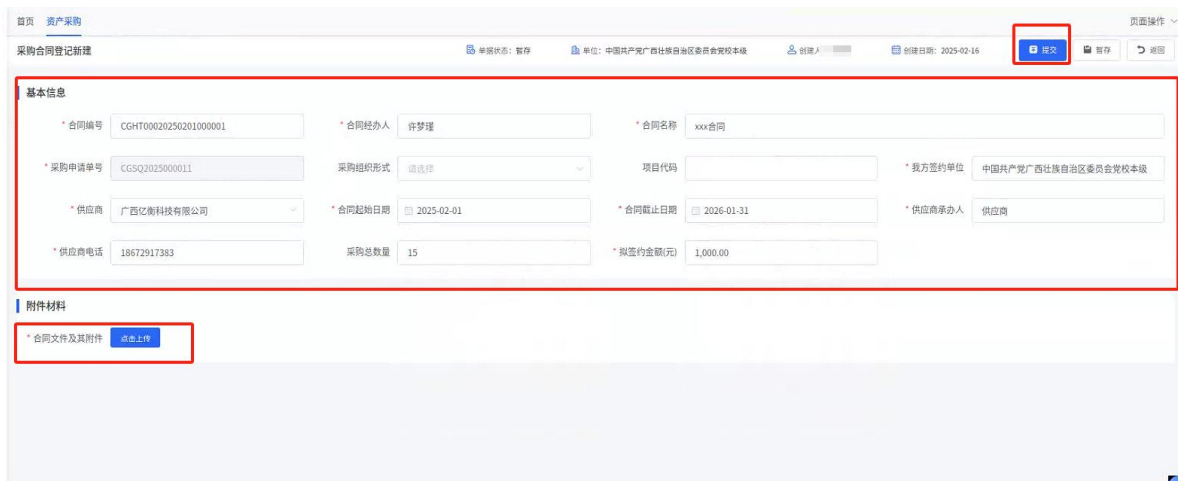 首页 资产采购 页面操作
采购合同登记新建 单据状态：暂存 单位：中国共产党广西壮族自治区委员会党校本级 创建人 创建日期：2025-02-16 提交 暂存 返回
基本信息
* 合同编号 CGHT00020250201000001 * 合同经办人 许梦瑾 * 合同名称 xxx合同
* 采购申请单号 CGSQ2025000011 采购组织形式 请选择 项目代码 * 我方签约单位 中国共产党广西壮族自治区委员会党校本级
* 供应商 广西亿衡科技有限公司 * 合同起始日期 2025-02-01 * 合同截止日期 2026-01-31 * 供应商承办人 供应商
* 供应商电话 18672917383 采购总数量 15 * 拟签约金额(元) 1,000.00
附件材料
* 合同文件及其附件 点击上传